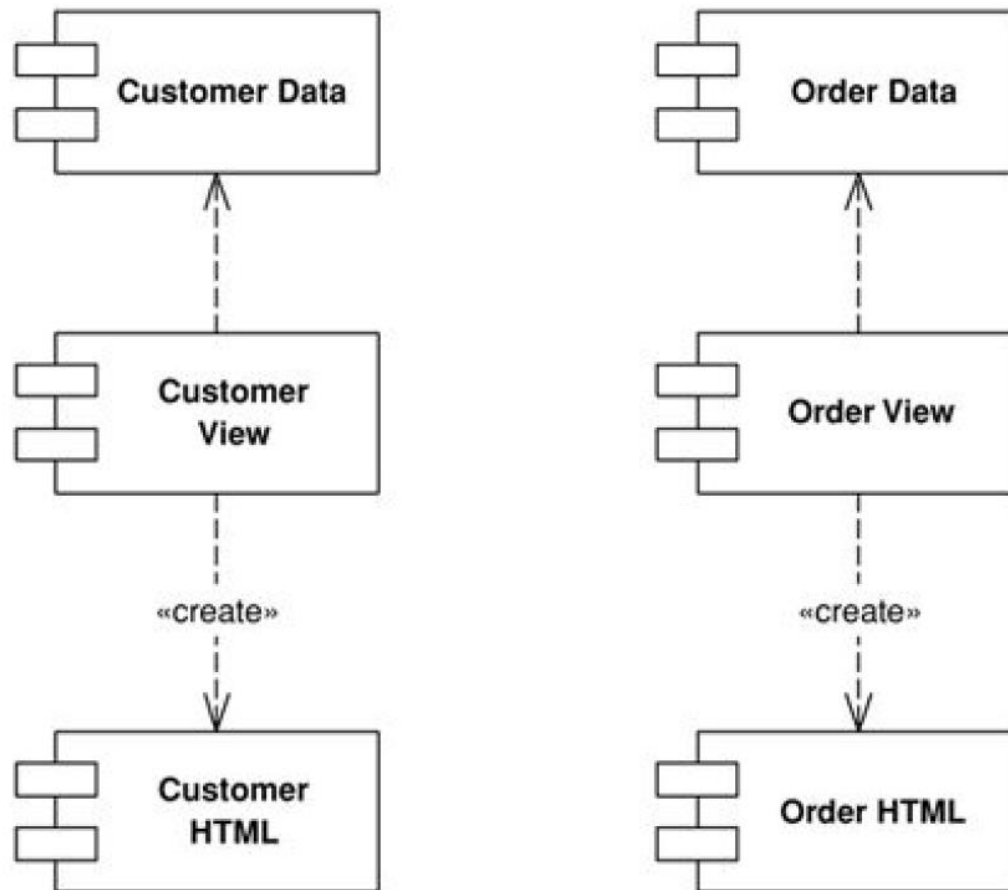 Customer Data
Order Data
Customer
View
Order View
«create»
«create»
Customer
HTML
Order HTML